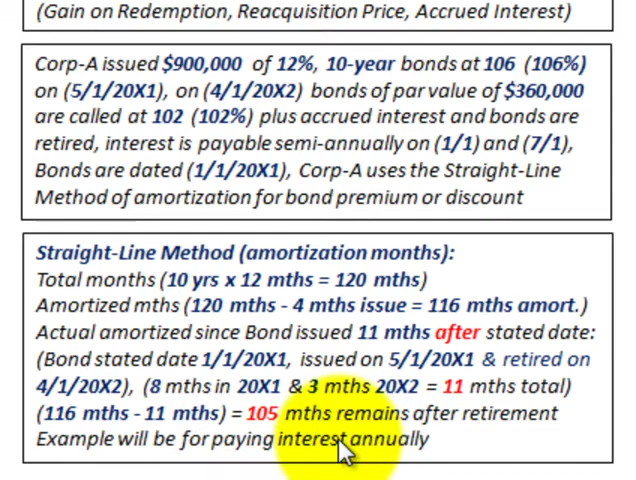 (Gain on Redemption, Reacquisition Price, Accrued Interest)
Corp-A issued $900,000 of 12%, 10-year bonds at 106 (106%)
on (5/1/20X1), on (4/1/20X2) bonds of par value of $360,000
are called at 102 (102%) plus accrued interest and bonds are
retired, interest is payable semi-annually on (1/1) and (7/1),
Bonds are dated (1/1/20X1), Corp-A uses the Straight-Line
Method of amortization for bond premium or discount
Straight-Line Method (amortization months):
Total months (10 yrs x 12 mths = 120 mths)
Amortized mths (120 mths - 4 mths issue = 116 mths amort.)
Actual amortized since Bond issued 11 mths after stated date:
(Bond stated date 1/1/20X1, issued on 5/1/20X1 & retired on
4/1/20X2), (8 mths in 20X1 & 3 mths 20X2 = 11 mths total)
(116 mths - 11 mths) = 105 mths remains after retirement
Example will be for paying interest annually